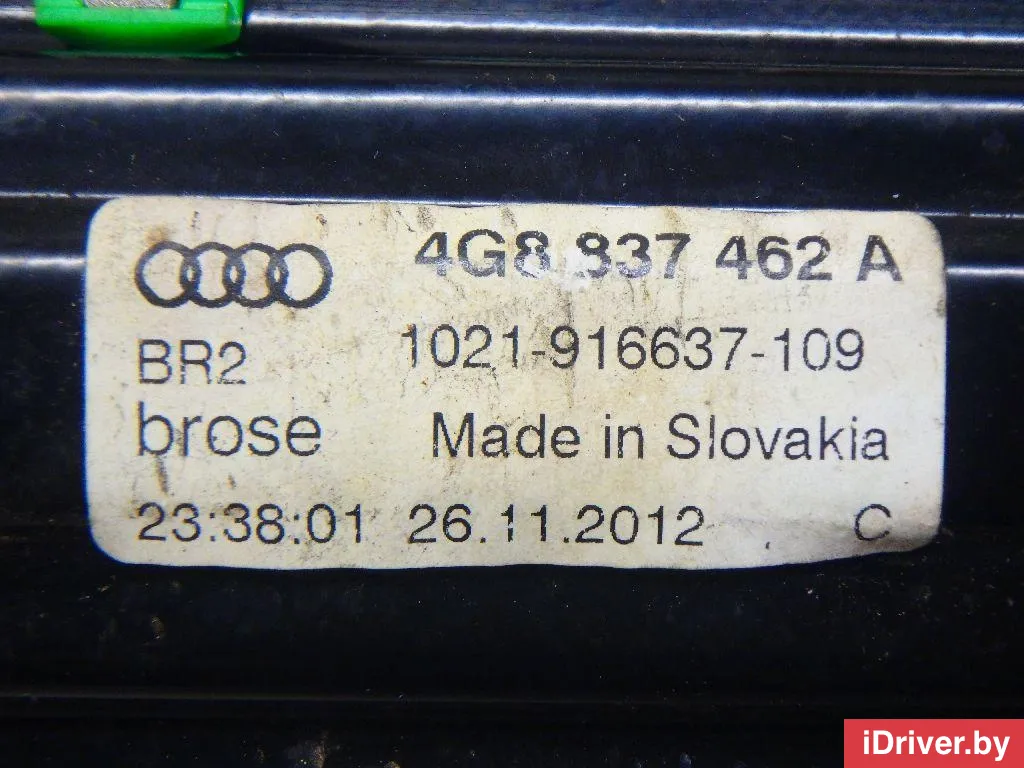 4G8 837 462 A
BR2 1021-916637-109
brose Made in Slovakia
23:38:01 26.11.2012 C
iDriver.by